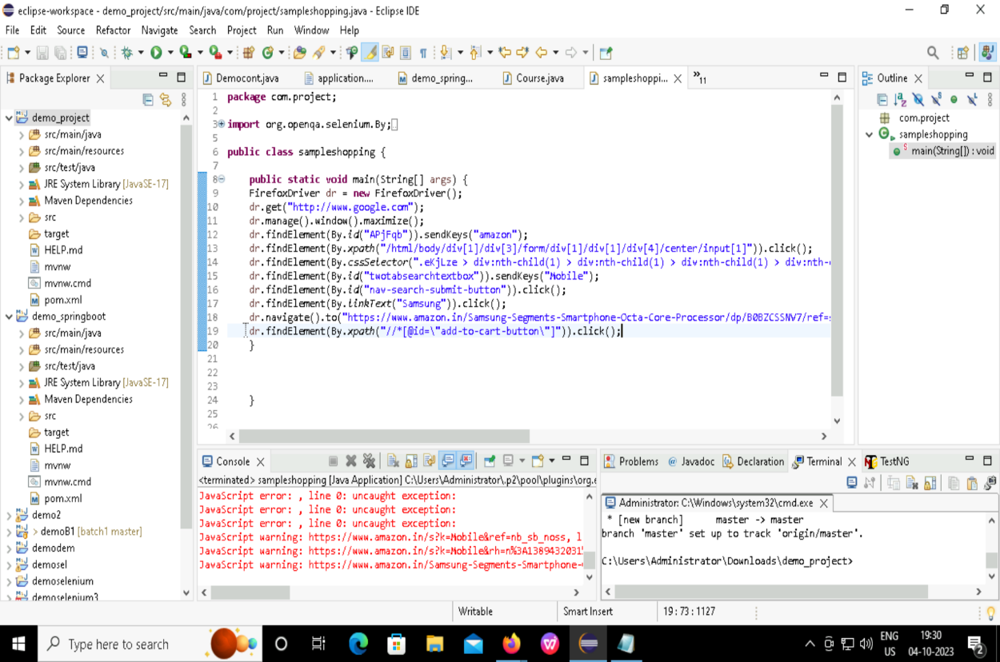 eclipse-workspace - demo_project/src/main/java/com/project/sampleshopping.java - Eclipse IDE
File Edit Source Refactor Navigate Search Project Run Window Help
Package Explorer
demo_project
src/main/java
src/main/resources
src/test/java
JRE System Library [JavaSE-17]
Maven Dependencies
src
target
HELP.md
mvnw
mvnw.cmd
pom.xml
demo_springboot
src/main/java
src/main/resources
src/test/java
JRE System Library [JavaSE-17]
Maven Dependencies
src
target
HELP.md
mvnw
mvnw.cmd
pom.xml
demo2
> demoB1 [batch1 master]
modedem
demosel
demoselenium
demoselenium3
Democont.java application.... demo_spring... Course.java sampleshoppi... »11
1 package com.project;
2
3 import org.openqa.selenium.By;
5
6 public class sampleshopping {
7
8 public static void main(String[] args) {
9 FirefoxDriver dr = new FirefoxDriver();
10 dr.get("http://www.google.com");
11 dr.manage().window().maximize();
12 dr.findElement(By.id("APjFqb")).sendKeys("amazon");
13 dr.findElement(By.xpath("/html/body/div[1]/div[3]/form/div[1]/div[1]/div[4]/center/input[1]")).click();
14 dr.findElement(By.cssSelector(".eKjLze > div:nth-child(1) > div:nth-child(1) > div:nth-child(1) > div:nth-
15 dr.findElement(By.id("twotabsearchtextbox")).sendKeys("Mobile");
16 dr.findElement(By.id("nav-search-submit-button")).click();
17 dr.findElement(By.linkText("Samsung")).click();
18 dr.navigate().to("https://www.amazon.in/Samsung-Segments-Smartphone-Octa-Core-Processor/dp/B0BZCSSNV7/ref=
19 dr.findElement(By.xpath("//*[@id=\"add-to-cart-button\"]")).click();
20 }
21
22
23
24 }
25
26
Outline
com.project
sampleshopping
main(String[]) : void
Console
<terminated> sampleshopping [Java Application] C:\Users\Administrator\.p2\pool\plugins\org.e
JavaScript error: , line 0: uncaught exception:
JavaScript error: , line 0: uncaught exception:
JavaScript error: , line 0: uncaught exception:
JavaScript warning: https://www.amazon.in/s?k=Mobile&ref=nb_sb_noss, l
JavaScript warning: https://www.amazon.in/s?k=Mobile&rh=n%3A1389432031
JavaScript warning: https://www.amazon.in/Samsung-Segments-Smartphone-
Problems Javadoc Declaration Terminal TestNG
Administrator: C:\Windows\system32\cmd.exe
* [new branch] master -> master
branch 'master' set up to track 'origin/master'.
C:\Users\Administrator\Downloads\demo_project>
Writable Smart Insert 19 : 73 : 1127
Type here to search
ENG
US
19:30
04-10-2023
2